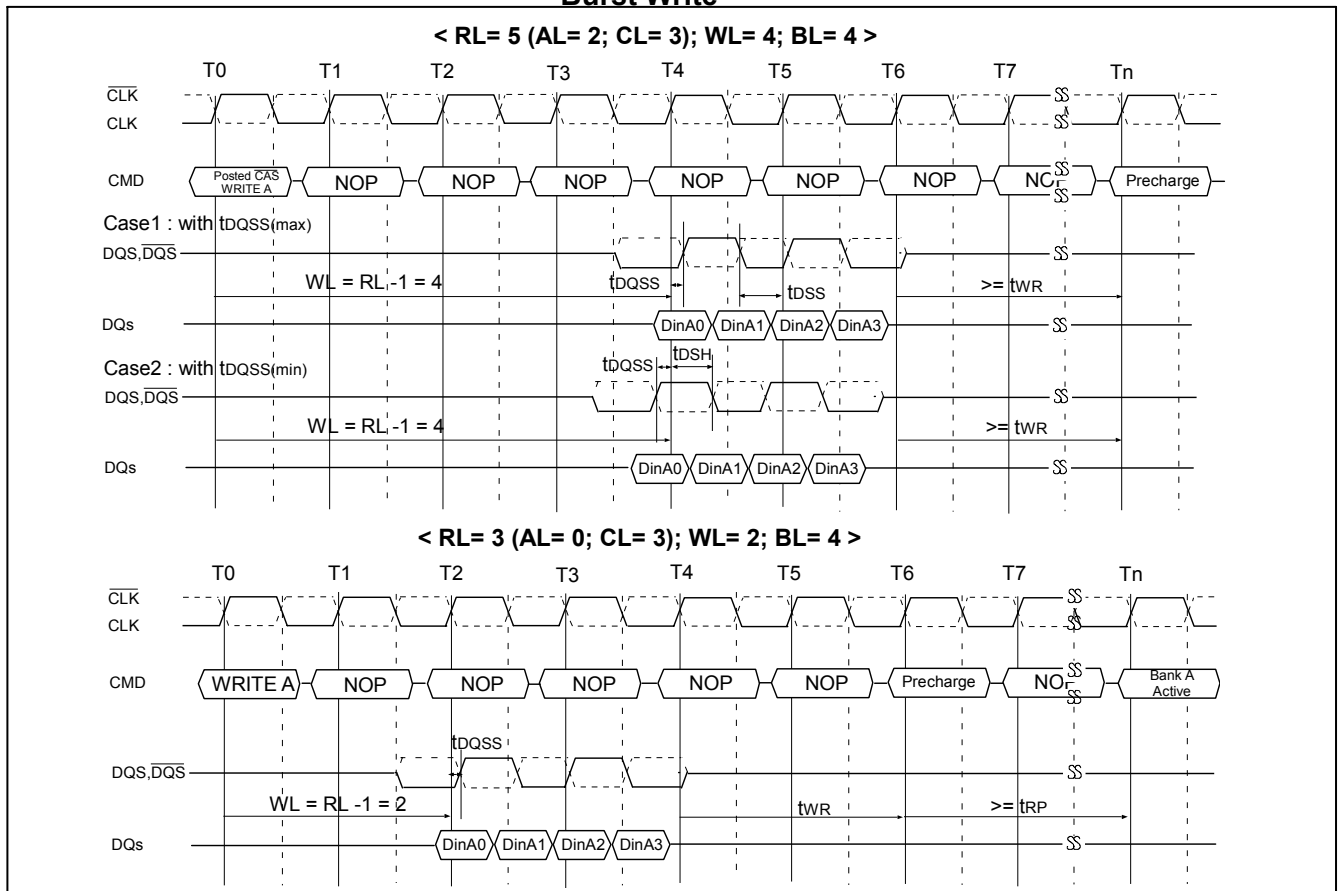 Burst Write
< RL= 5 (AL= 2; CL= 3); WL= 4; BL= 4 >
T0 T1 T2 T3 T4 T5 T6 T7 Tn
CLK
CLK
CMD Posted CAS WRITE A NOP NOP NOP NOP NOP NOP Precharge
Case1 : with tDQSS(max)
DQS,DQS
WL = RL -1 = 4 tDQSS tDSS >= tWR
DQs DinA0 DinA1 DinA2 DinA3
Case2 : with tDQSS(min) tDQSS tDSH
DQS,DQS
WL = RL -1 = 4 >= tWR
DQs DinA0 DinA1 DinA2 DinA3
< RL= 3 (AL= 0; CL= 3); WL= 2; BL= 4 >
T0 T1 T2 T3 T4 T5 T6 T7 Tn
CLK
CLK
CMD WRITE A NOP NOP NOP NOP NOP Precharge Bank A Active
tDQSS
DQS,DQS
WL = RL -1 = 2 tWR >= tRP
DQs DinA0 DinA1 DinA2 DinA3